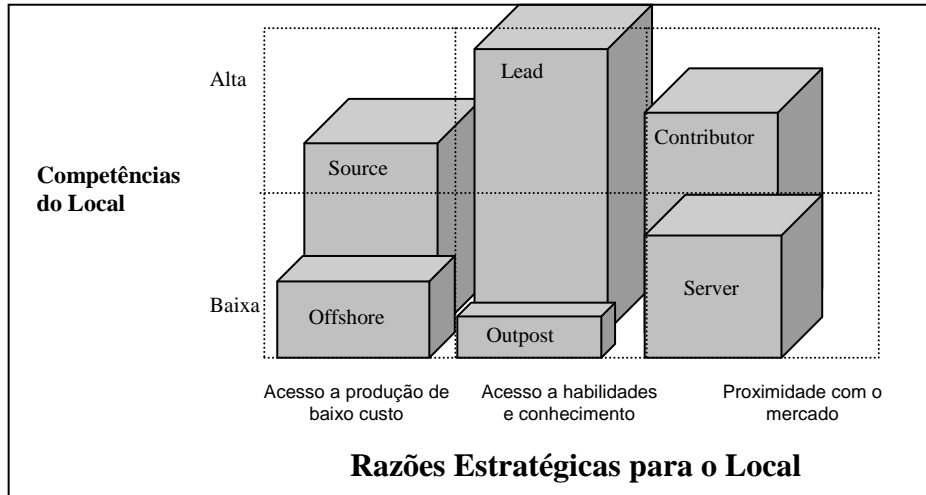 Alta
Lead
Contributor
Source
Competências
do Local
Baixa
Offshore
Outpost
Server
Acesso a produção de
baixo custo
Acesso a habilidades
e conhecimento
Proximidade com o
mercado
Razões Estratégicas para o Local